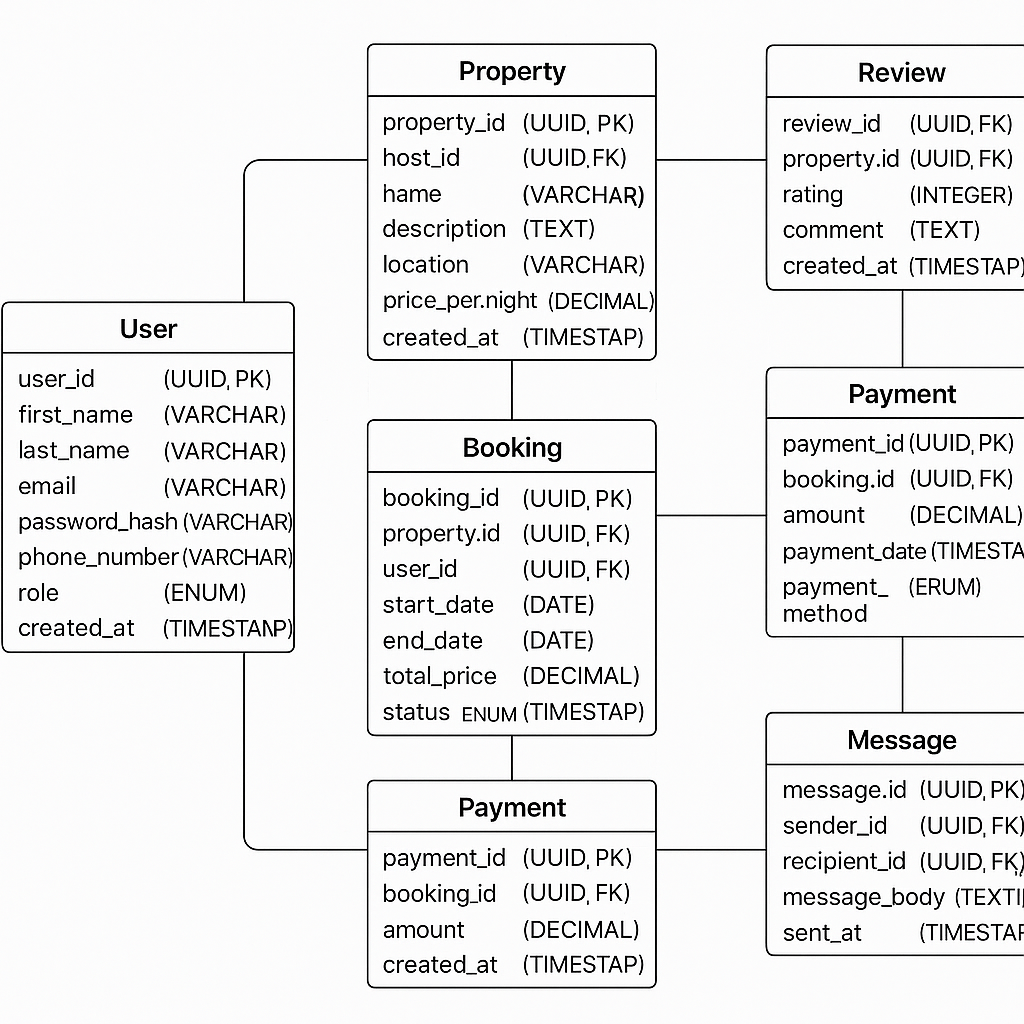 Property
property_id (UUID, PK)
host_id (UUID, FK)
hame (VARCHAR)
description (TEXT)
location (VARCHAR)
price_per.night (DECIMAL)
created_at (TIMESTAP)
Review
review_id (UUID, FK)
property.id (UUID, FK)
rating (INTEGER)
comment (TEXT)
created_at (TIMESTAP)
User
user_id (UUID, PK)
first_name (VARCHAR)
last_name (VARCHAR)
email (VARCHAR)
password_hash (VARCHAR)
phone_number (VARCHAR)
role (ENUM)
created_at (TIMESTANP)
Booking
booking_id (UUID, PK)
property.id (UUID, FK)
user_id (UUID, FK)
start_date (DATE)
end_date (DATE)
total_price (DECIMAL)
status ENUM (TIMESTAP)
Payment
payment_id (UUID, PK)
booking.id (UUID, FK)
amount (DECIMAL)
payment_date (TIMESTA
payment_ (ERUM)
method
Payment
payment_id (UUID, PK)
booking_id (UUID, FK)
amount (DECIMAL)
created_at (TIMESTAP)
Message
message.id (UUID, PK)
sender_id (UUID, FK)
recipient_id (UUID, FK)
message_body (TEXT
sent_at (TIMESTAP